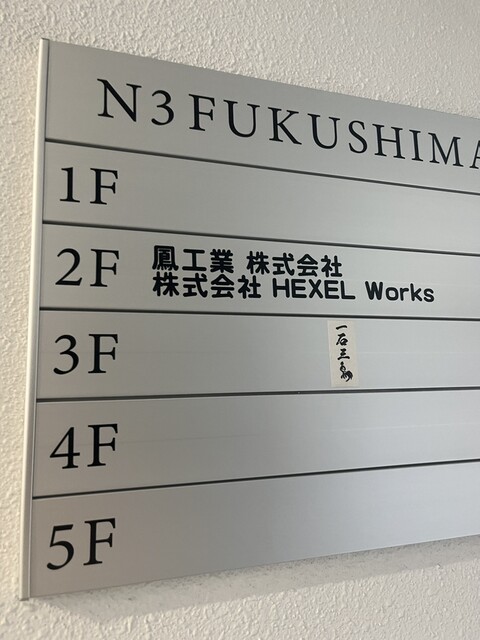 N3FUKUSHIMA
1F
2F 鳳工業 株式会社
株式会社 HEXEL Works
3F 一石三鳥
4F
5F